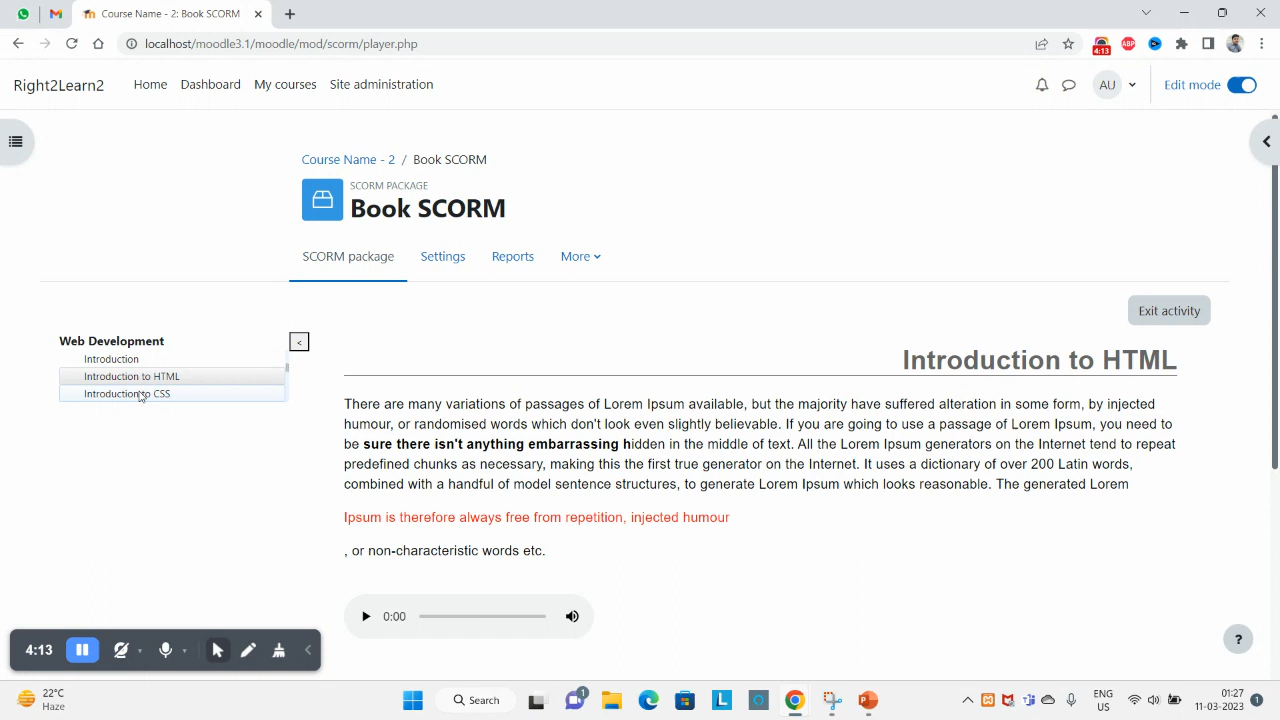 Course Name - 2: Book SCORM
localhost/moodle3.1/moodle/mod/scorm/player.php
4:13
ABP
Right2Learn2
Home
Dashboard
My courses
Site administration
AU
Edit mode
Course Name - 2 / Book SCORM
SCORM PACKAGE
Book SCORM
SCORM package
Settings
Reports
More
Exit activity
Web Development
<
Introduction
Introduction to HTML
Introduction to CSS
Introduction to HTML
There are many variations of passages of Lorem Ipsum available, but the majority have suffered alteration in some form, by injected
humour, or randomised words which don't look even slightly believable. If you are going to use a passage of Lorem Ipsum, you need to
be sure there isn't anything embarrassing hidden in the middle of text. All the Lorem Ipsum generators on the Internet tend to repeat
predefined chunks as necessary, making this the first true generator on the Internet. It uses a dictionary of over 200 Latin words,
combined with a handful of model sentence structures, to generate Lorem Ipsum which looks reasonable. The generated Lorem
Ipsum is therefore always free from repetition, injected humour
, or non-characteristic words etc.
0:00
4:13
?
22°C
Haze
Search
1
L
ENG
US
01:27
11-03-2023
1